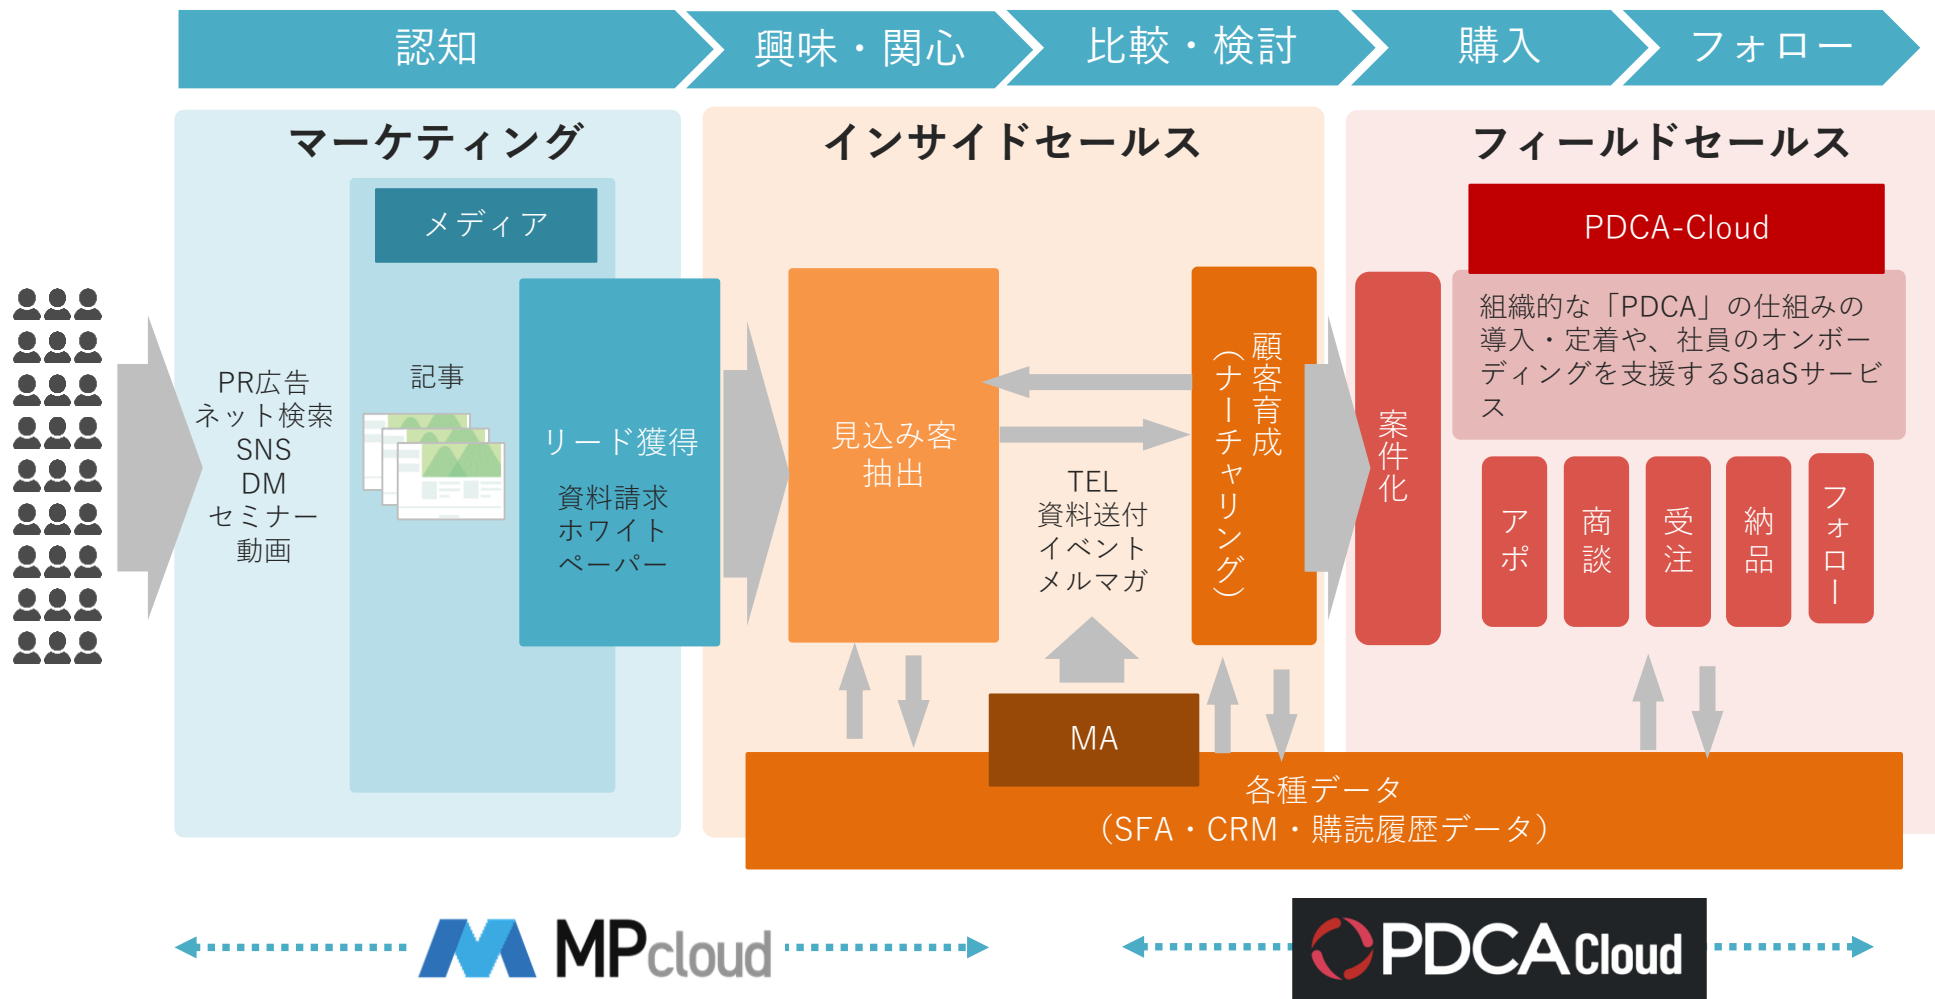 認知
興味・関心
比較・検討
購入
フォロー
マーケティング
メディア
PR広告
ネット検索
SNS
DM
セミナー
動画
記事
リード獲得
資料請求
ホワイト
ペーパー
インサイドセールス
見込み客
抽出
TEL
資料送付
イベント
メルマガ
顧客育成
（ナーチャリング）
MA
フィールドセールス
案件化
PDCA-Cloud
組織的な「PDCA」の仕組みの
導入・定着や、社員のオンボー
ディングを支援するSaaSサービ
ス
アポ
商談
受注
納品
フォロー
各種データ
（SFA・CRM・購読履歴データ）
MPcloud
PDCA Cloud